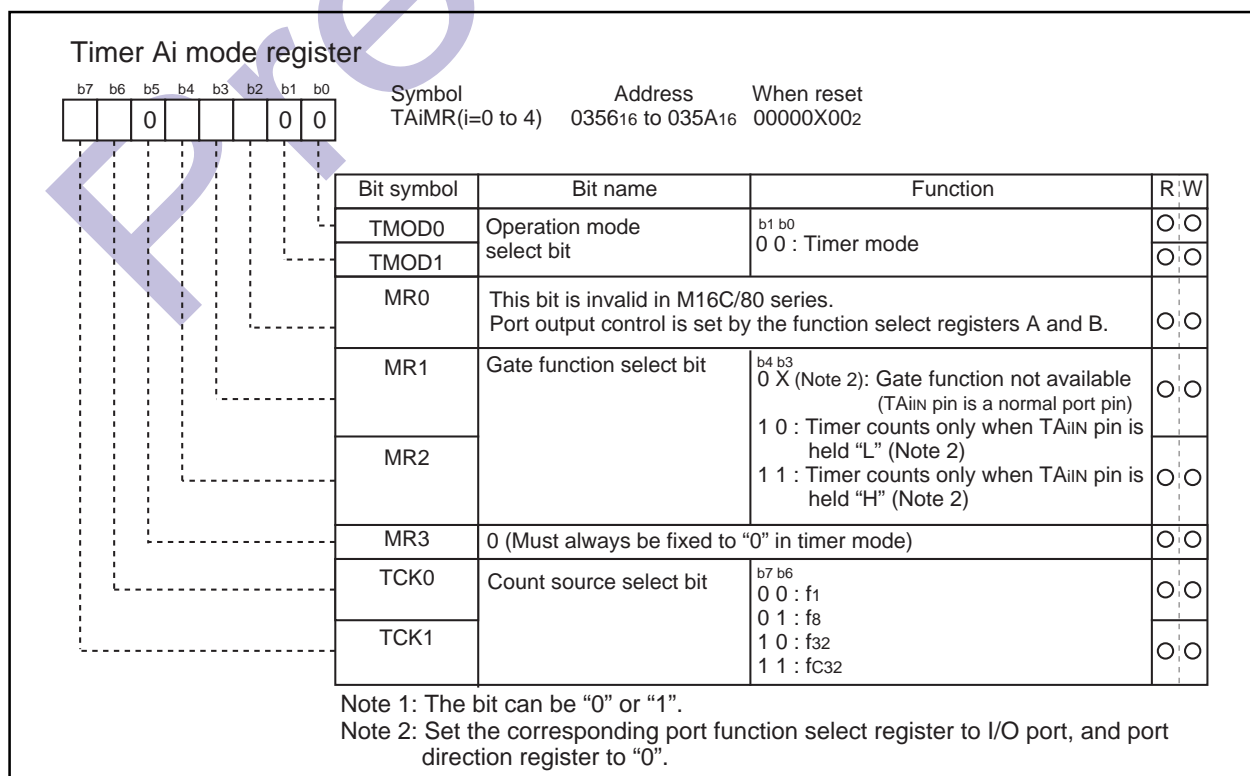 Pre
Timer Ai mode register
b7 b6 b5 b4 b3 b2 b1 b0
0 0 0
Symbol Address When reset
TAiMR(i=0 to 4) 035616 to 035A16 00000X002
Bit symbol Bit name Function R W
TMOD0 Operation mode b1 b0
TMOD1 select bit 0 0 : Timer mode
MR0 This bit is invalid in M16C/80 series.
Port output control is set by the function select registers A and B.
MR1 Gate function select bit b4 b3
0 X (Note 2): Gate function not available
(TAiIN pin is a normal port pin)
1 0 : Timer counts only when TAiIN pin is
MR2 held “L” (Note 2)
1 1 : Timer counts only when TAiIN pin is
held “H” (Note 2)
MR3 0 (Must always be fixed to “0” in timer mode)
TCK0 Count source select bit b7 b6
0 0 : f1
0 1 : f8
TCK1 1 0 : f32
1 1 : fC32
Note 1: The bit can be “0” or “1”.
Note 2: Set the corresponding port function select register to I/O port, and port
direction register to “0”.